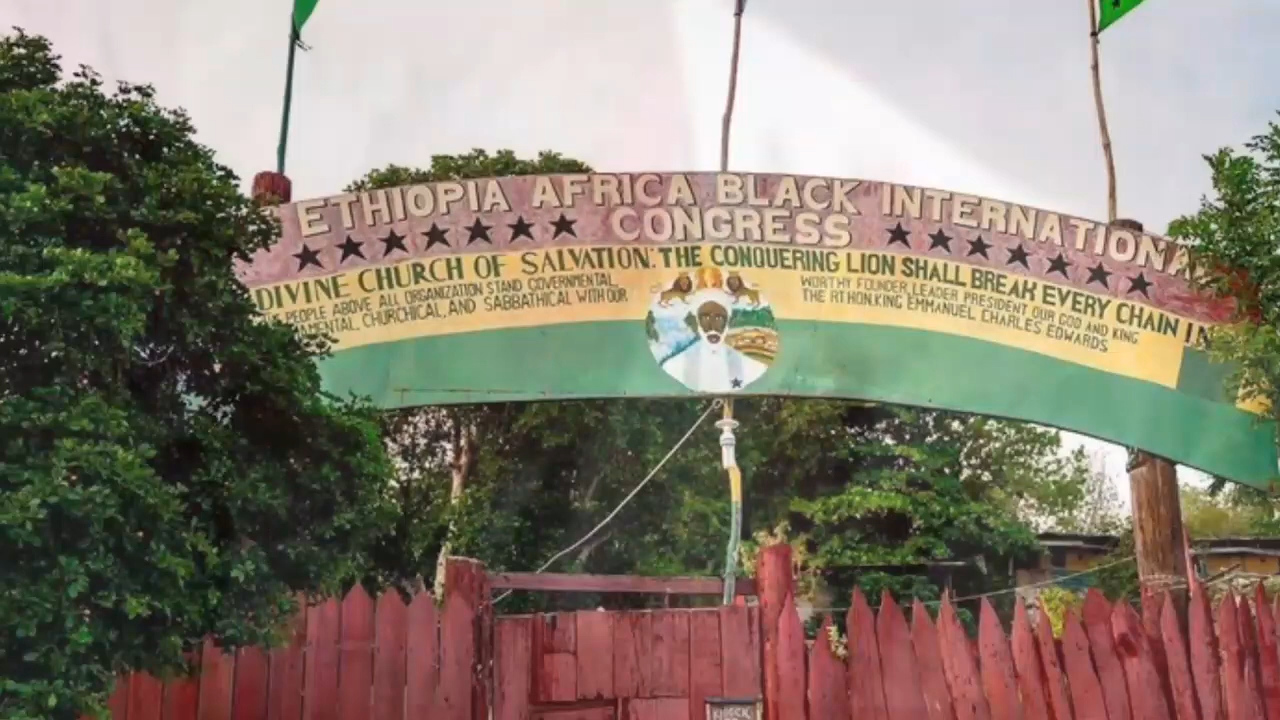 ETHIOPIA AFRICA BLACK INTERNATIONAL
CONGRESS
DIVINE CHURCH OF SALVATION. THE CONQUERING LION SHALL BREAK EVERY CHAIN IN
PEOPLE ABOVE ALL ORGANIZATION STAND GOVERNMENTAL,
CHURCHICAL, AND SABBATHICAL WITH OUR
WORTHY FOUNDER, LEADER PRESIDENT OUR GOD AND KING
THE RT.HON.KING EMMANUEL CHARLES EDWARDS